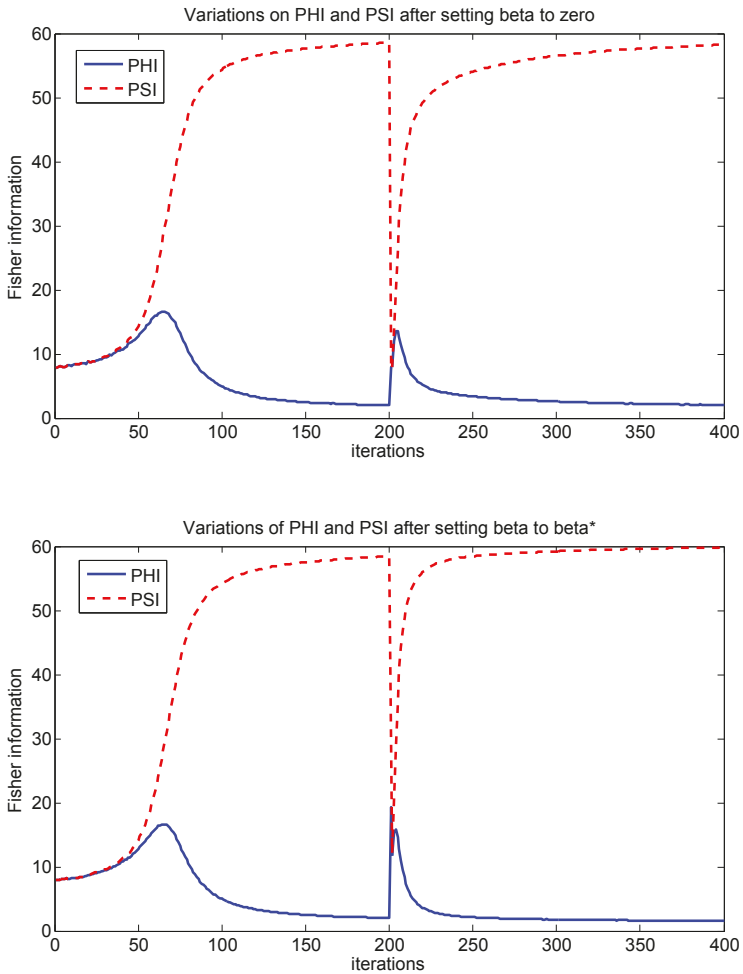 Variations on PHI and PSI after setting beta to zero
60
50
40
30
20
10
0
Fisher information
PHI
PSI
0 50 100 150 200 250 300 350 400
iterations
Variations of PHI and PSI after setting beta to beta*
60
50
40
30
20
10
0
Fisher information
PHI
PSI
0 50 100 150 200 250 300 350 400
iterations